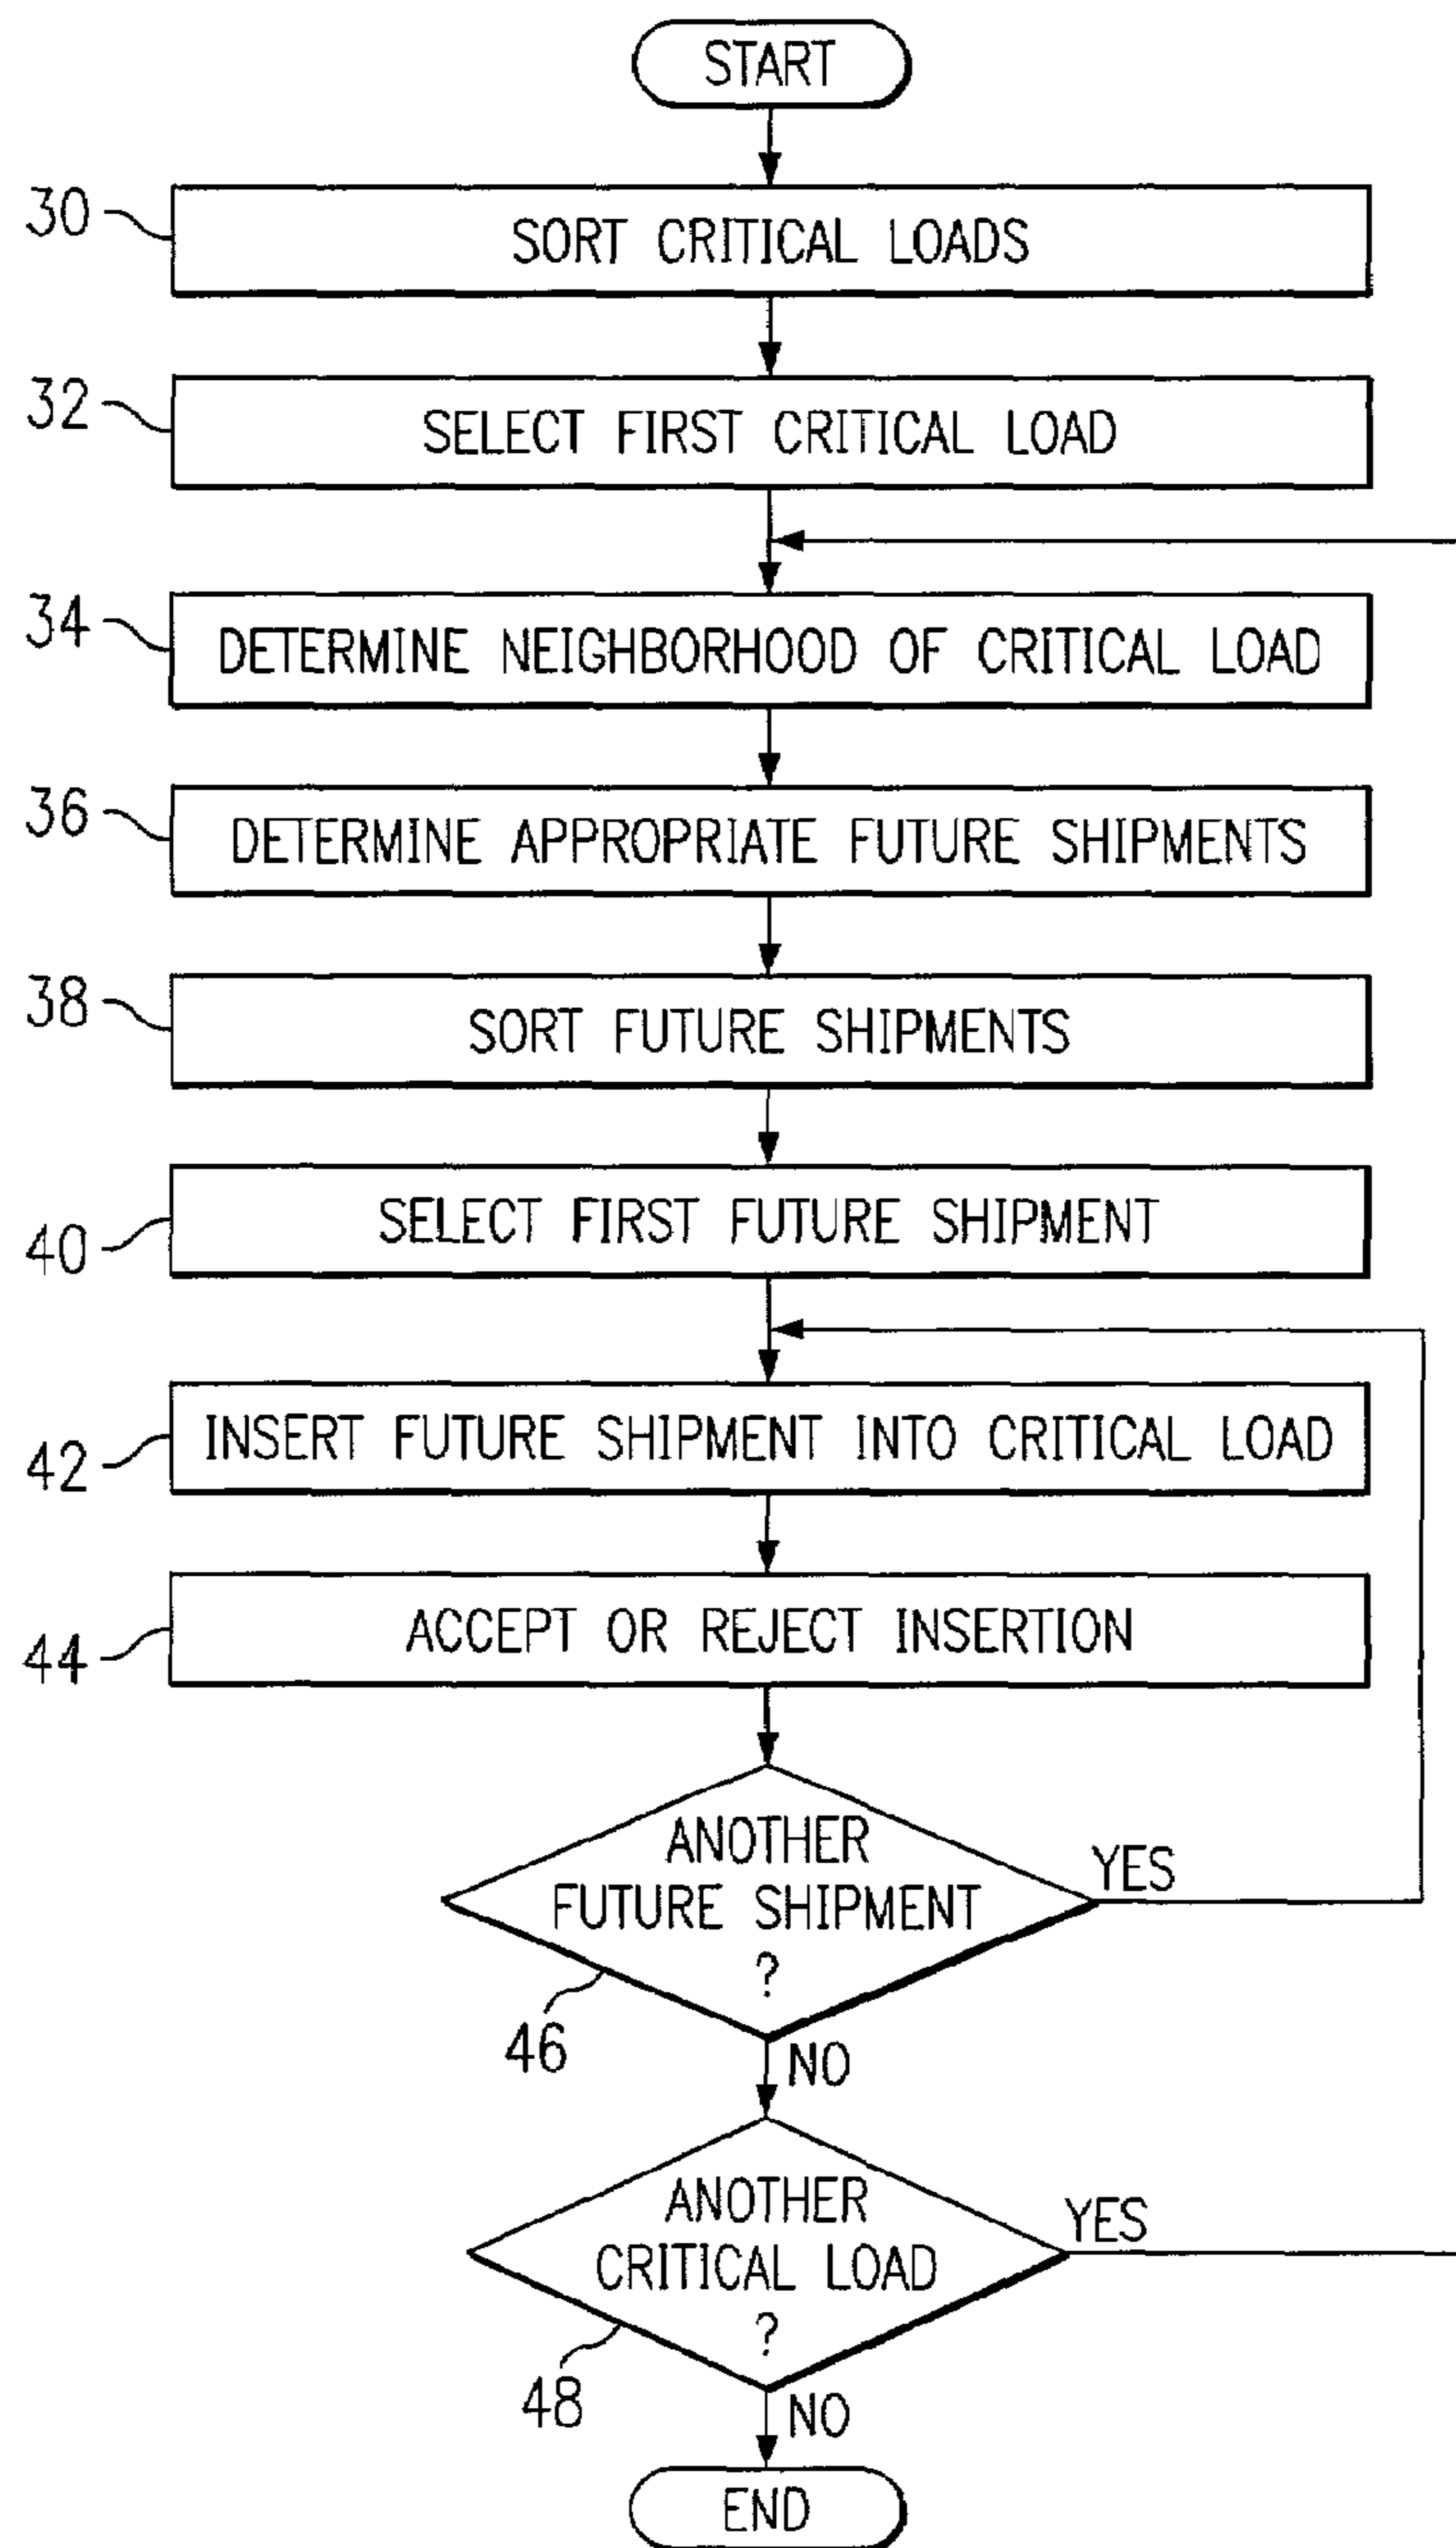 START
30
SORT CRITICAL LOADS
32
SELECT FIRST CRITICAL LOAD
34
DETERMINE NEIGHBORHOOD OF CRITICAL LOAD
36
DETERMINE APPROPRIATE FUTURE SHIPMENTS
38
SORT FUTURE SHIPMENTS
40
SELECT FIRST FUTURE SHIPMENT
42
INSERT FUTURE SHIPMENT INTO CRITICAL LOAD
44
ACCEPT OR REJECT INSERTION
ANOTHER
FUTURE SHIPMENT
?
YES
46
NO
ANOTHER
CRITICAL LOAD
?
YES
48
NO
END